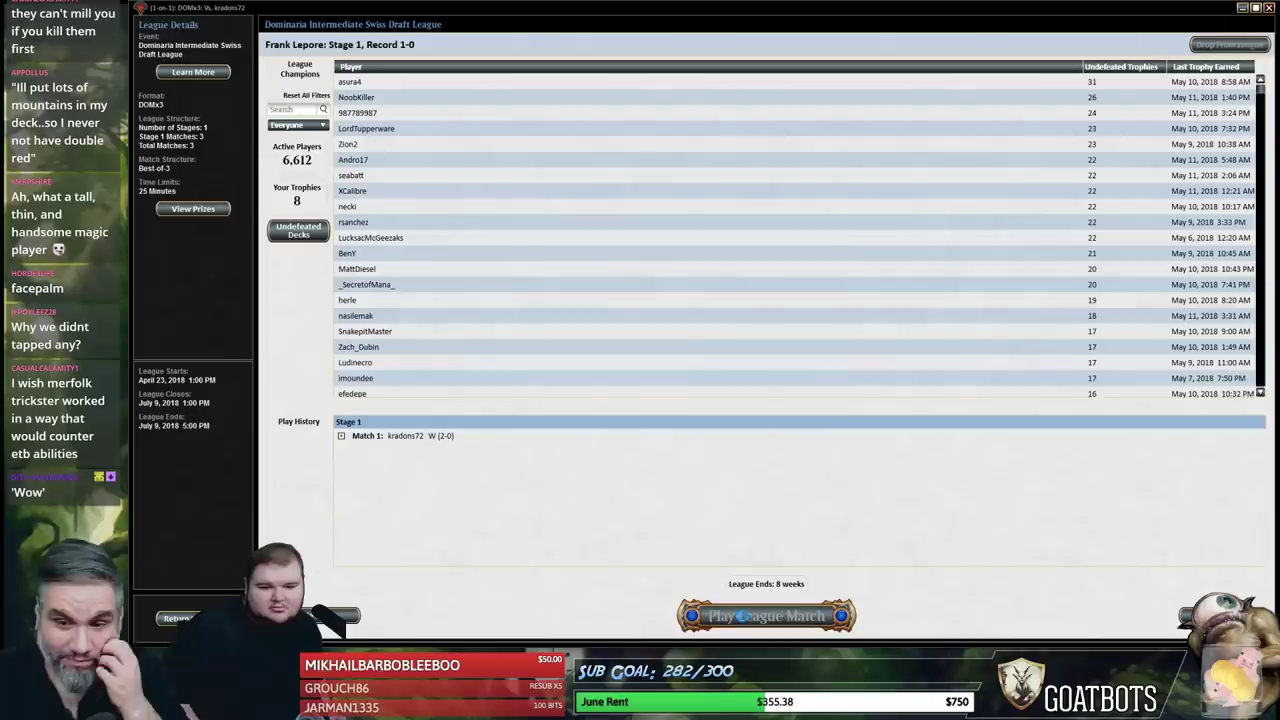 they can't mill you
if you kill them
first
APPOLLUS
"Ill put lots of
mountains in my
deck..so I never
not have double
red"
Ah, what a tall,
thin, and
handsome magic
player
facepalm
Why we didnt
tapped any?
CASUALCALAMITY1
I wish merfolk
trickster worked
in a way that
would counter
etb abilities
'Wow'
(1-on-1): DOMx3: Vs. kradons72
League Details
Event:
Dominaria Intermediate Swiss
Draft League
Learn More
Format:
DOMx3
League Structure:
Number of Stages: 1
Stage 1 Matches: 3
Total Matches: 3
Match Structure:
Best-of-3
Time Limits:
25 Minutes
View Prizes
League Starts:
April 23, 2018 1:00 PM
League Closes:
July 9, 2018 1:00 PM
League Ends:
July 9, 2018 5:00 PM
Dominaria Intermediate Swiss Draft League
Frank Lepore: Stage 1, Record 1-0
Drop From League
League
Champions
Reset All Filters
Search
Everyone
Active Players
6,612
Your Trophies
8
Undefeated
Decks
Player Undefeated Trophies Last Trophy Earned
asura4 31 May 10, 2018 8:58 AM
NoobKiller 26 May 11, 2018 1:40 PM
987789987 24 May 11, 2018 3:24 PM
LordTupperware 23 May 10, 2018 7:32 PM
Zion2 23 May 9, 2018 10:38 AM
Andro17 22 May 11, 2018 5:48 AM
seabatt 22 May 11, 2018 2:06 AM
XCalibre 22 May 11, 2018 12:21 AM
necki 22 May 10, 2018 10:17 AM
rsanchez 22 May 9, 2018 3:33 PM
LucksacMcGeezaks 22 May 6, 2018 12:20 AM
BenY 21 May 9, 2018 10:45 AM
MattDiesel 20 May 10, 2018 10:43 PM
_SecretofMana_ 20 May 10, 2018 7:41 PM
herle 19 May 10, 2018 8:20 AM
nasilemak 18 May 11, 2018 3:31 AM
SnakepitMaster 17 May 10, 2018 9:00 AM
Zach_Dubin 17 May 10, 2018 1:49 AM
Ludinecro 17 May 9, 2018 11:00 AM
imoundee 17 May 7, 2018 7:50 PM
efedepe 16 May 10, 2018 10:32 PM
Play History
Stage 1
Match 1: kradons72 W (2-0)
League Ends: 8 weeks
Play League Match
MIKHAILBARBOBLEEBOO $50.00
GROUCH86 RESUB X5
JARMAN1335 100 BITS
SUB GOAL: 282/300
June Rent $355.38 $750
GOATBOTS